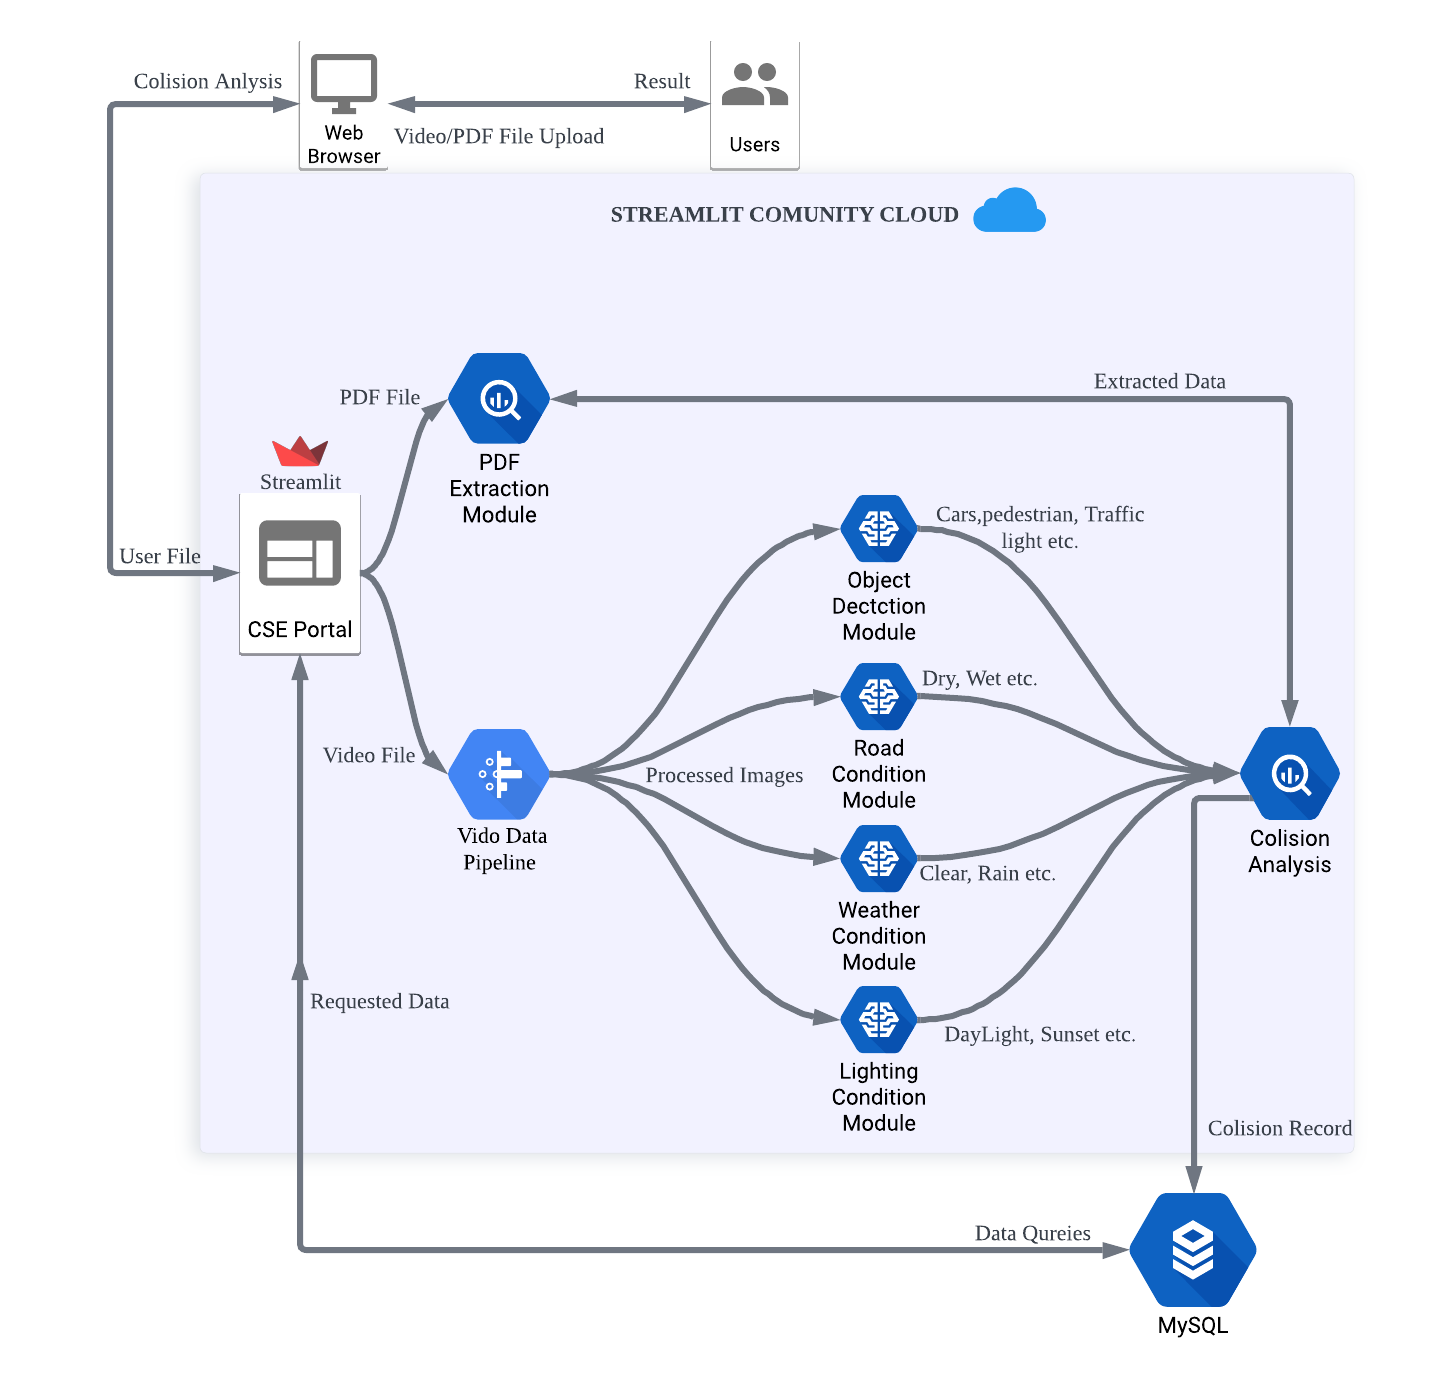 Colision Anlysis
Result
Web
Browser
Video/PDF File Upload
Users
STREAMLIT COMUNITY CLOUD
PDF File
Extracted Data
PDF
Extraction
Module
Streamlit
CSE Portal
User File
Cars,pedestrian, Traffic
light etc.
Object
Dectction
Module
Dry, Wet etc.
Road
Condition
Module
Video File
Processed Images
Vido Data
Pipeline
Colision
Analysis
Clear, Rain etc.
Weather
Condition
Module
Requested Data
DayLight, Sunset etc.
Lighting
Condition
Module
Colision Record
Data Qureies
MySQL